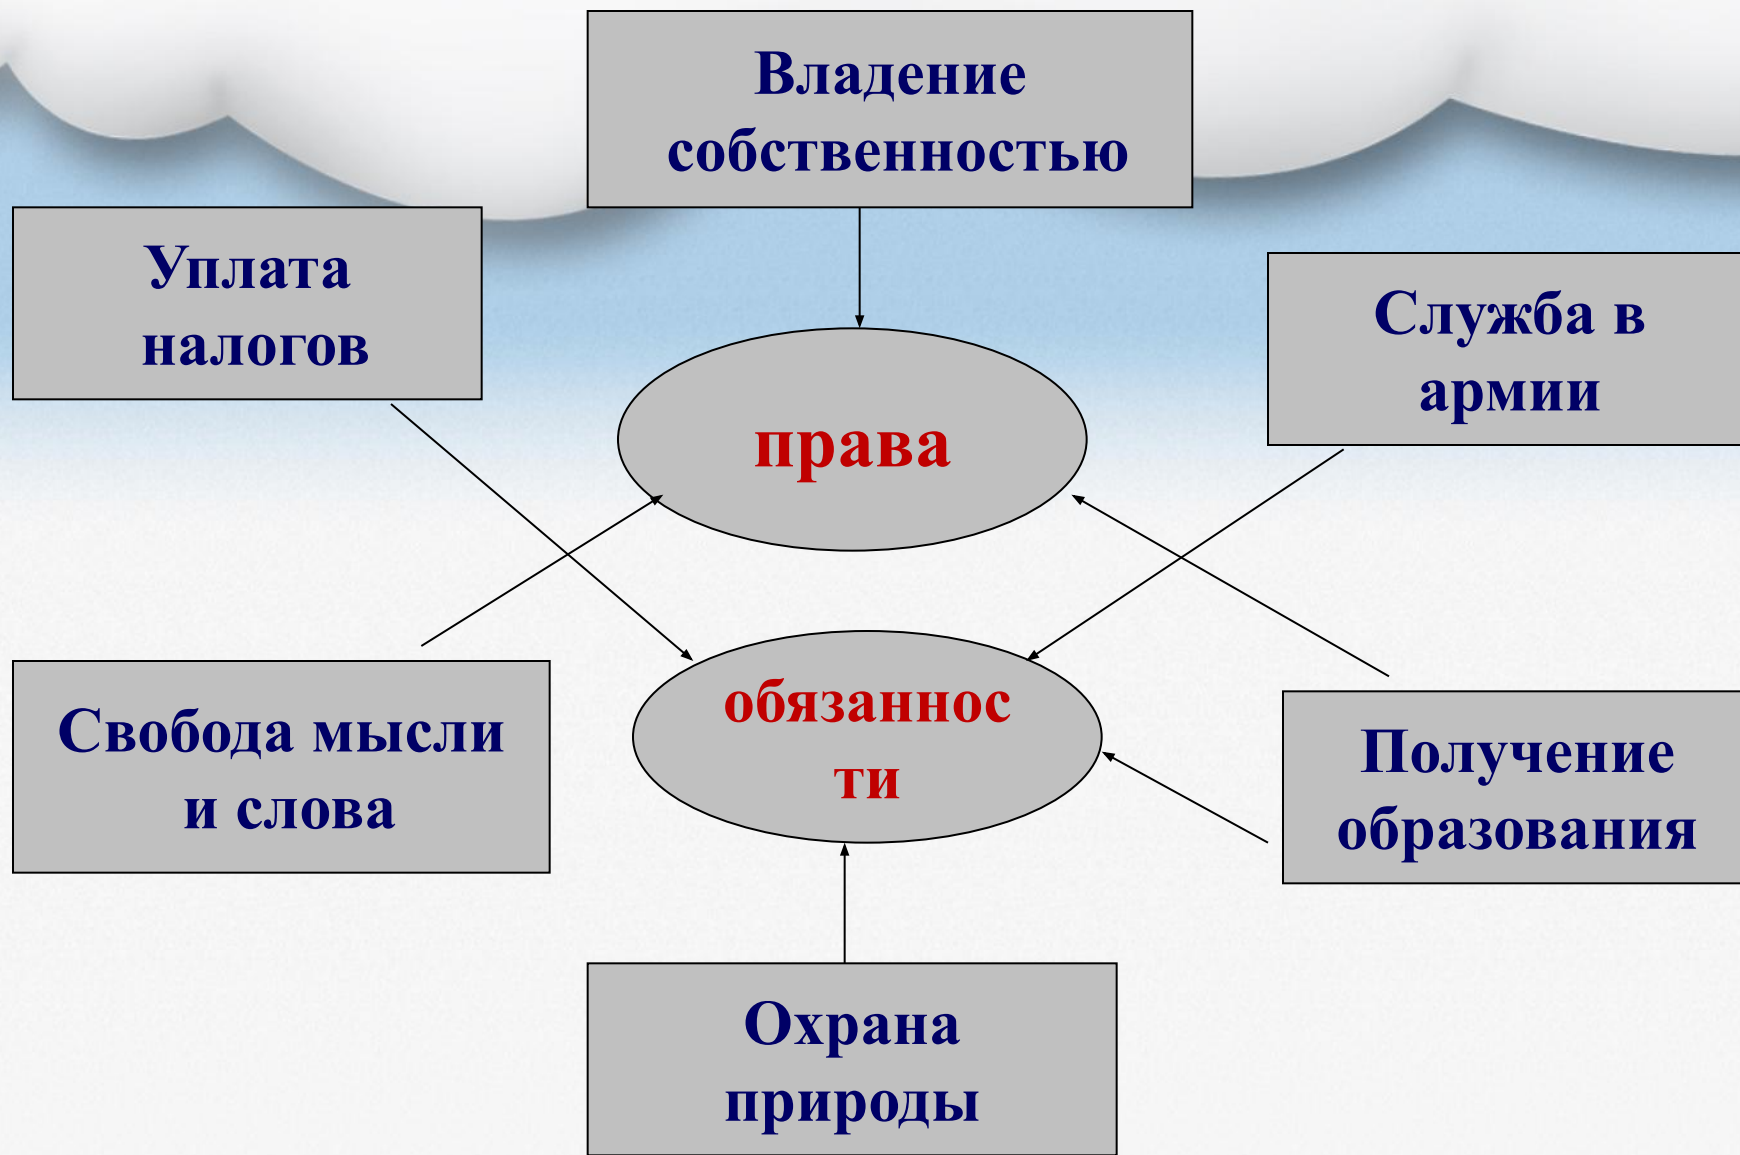 Владение
собственностью
Уплата
налогов
Служба в
армии
права
Свобода мысли
и слова
обязаннос
ти
Получение
образования
Охрана
природы